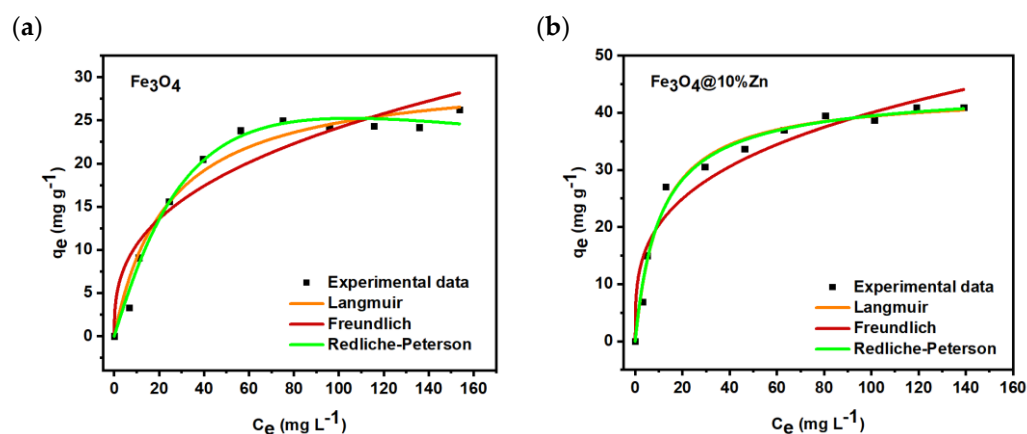 (a)
Fe₃O₄
qe (mg g⁻¹)
30
25
20
15
10
5
0
Experimental data
Langmuir
Freundlich
Redliche-Peterson
0 20 40 60 80 100 120 140 160
Ce (mg L⁻¹)
(b)
Fe₃O₄@10%Zn
qe (mg g⁻¹)
50
40
30
20
10
0
Experimental data
Langmuir
Freundlich
Redliche-Peterson
0 20 40 60 80 100 120 140 160
Ce (mg L⁻¹)